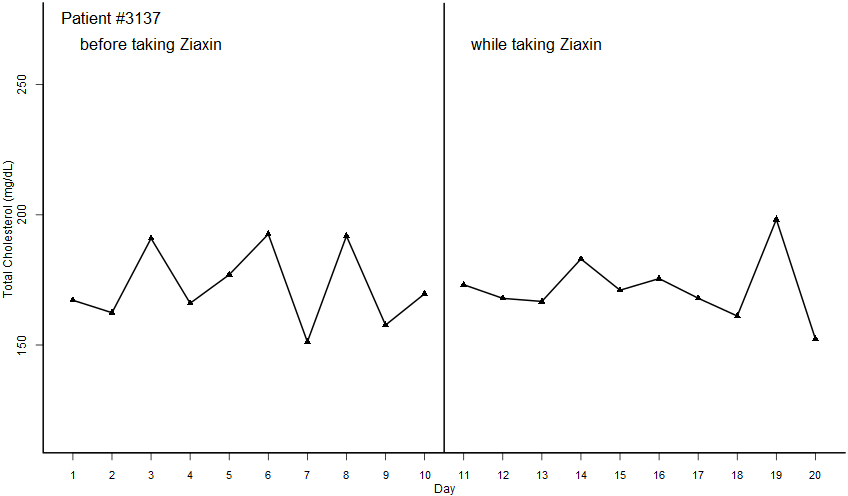 Patient #3137
before taking Ziaxin
while taking Ziaxin
Total Cholesterol (mg/dL)
250
200
150
1 2 3 4 5 6 7 8 9 10 11 12 13 14 15 16 17 18 19 20
Day